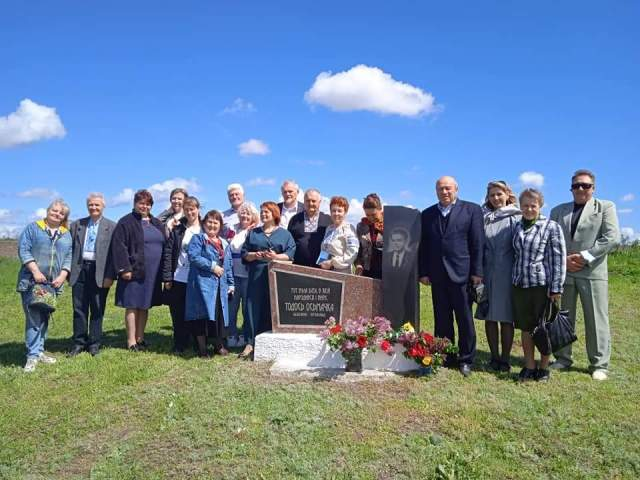 ТУТ БУЛА ХАТА, В ЯКІЙ
НАРОДИВСЯ І ЖИВ
ТОДОСЬ ОСЬМАЧКА